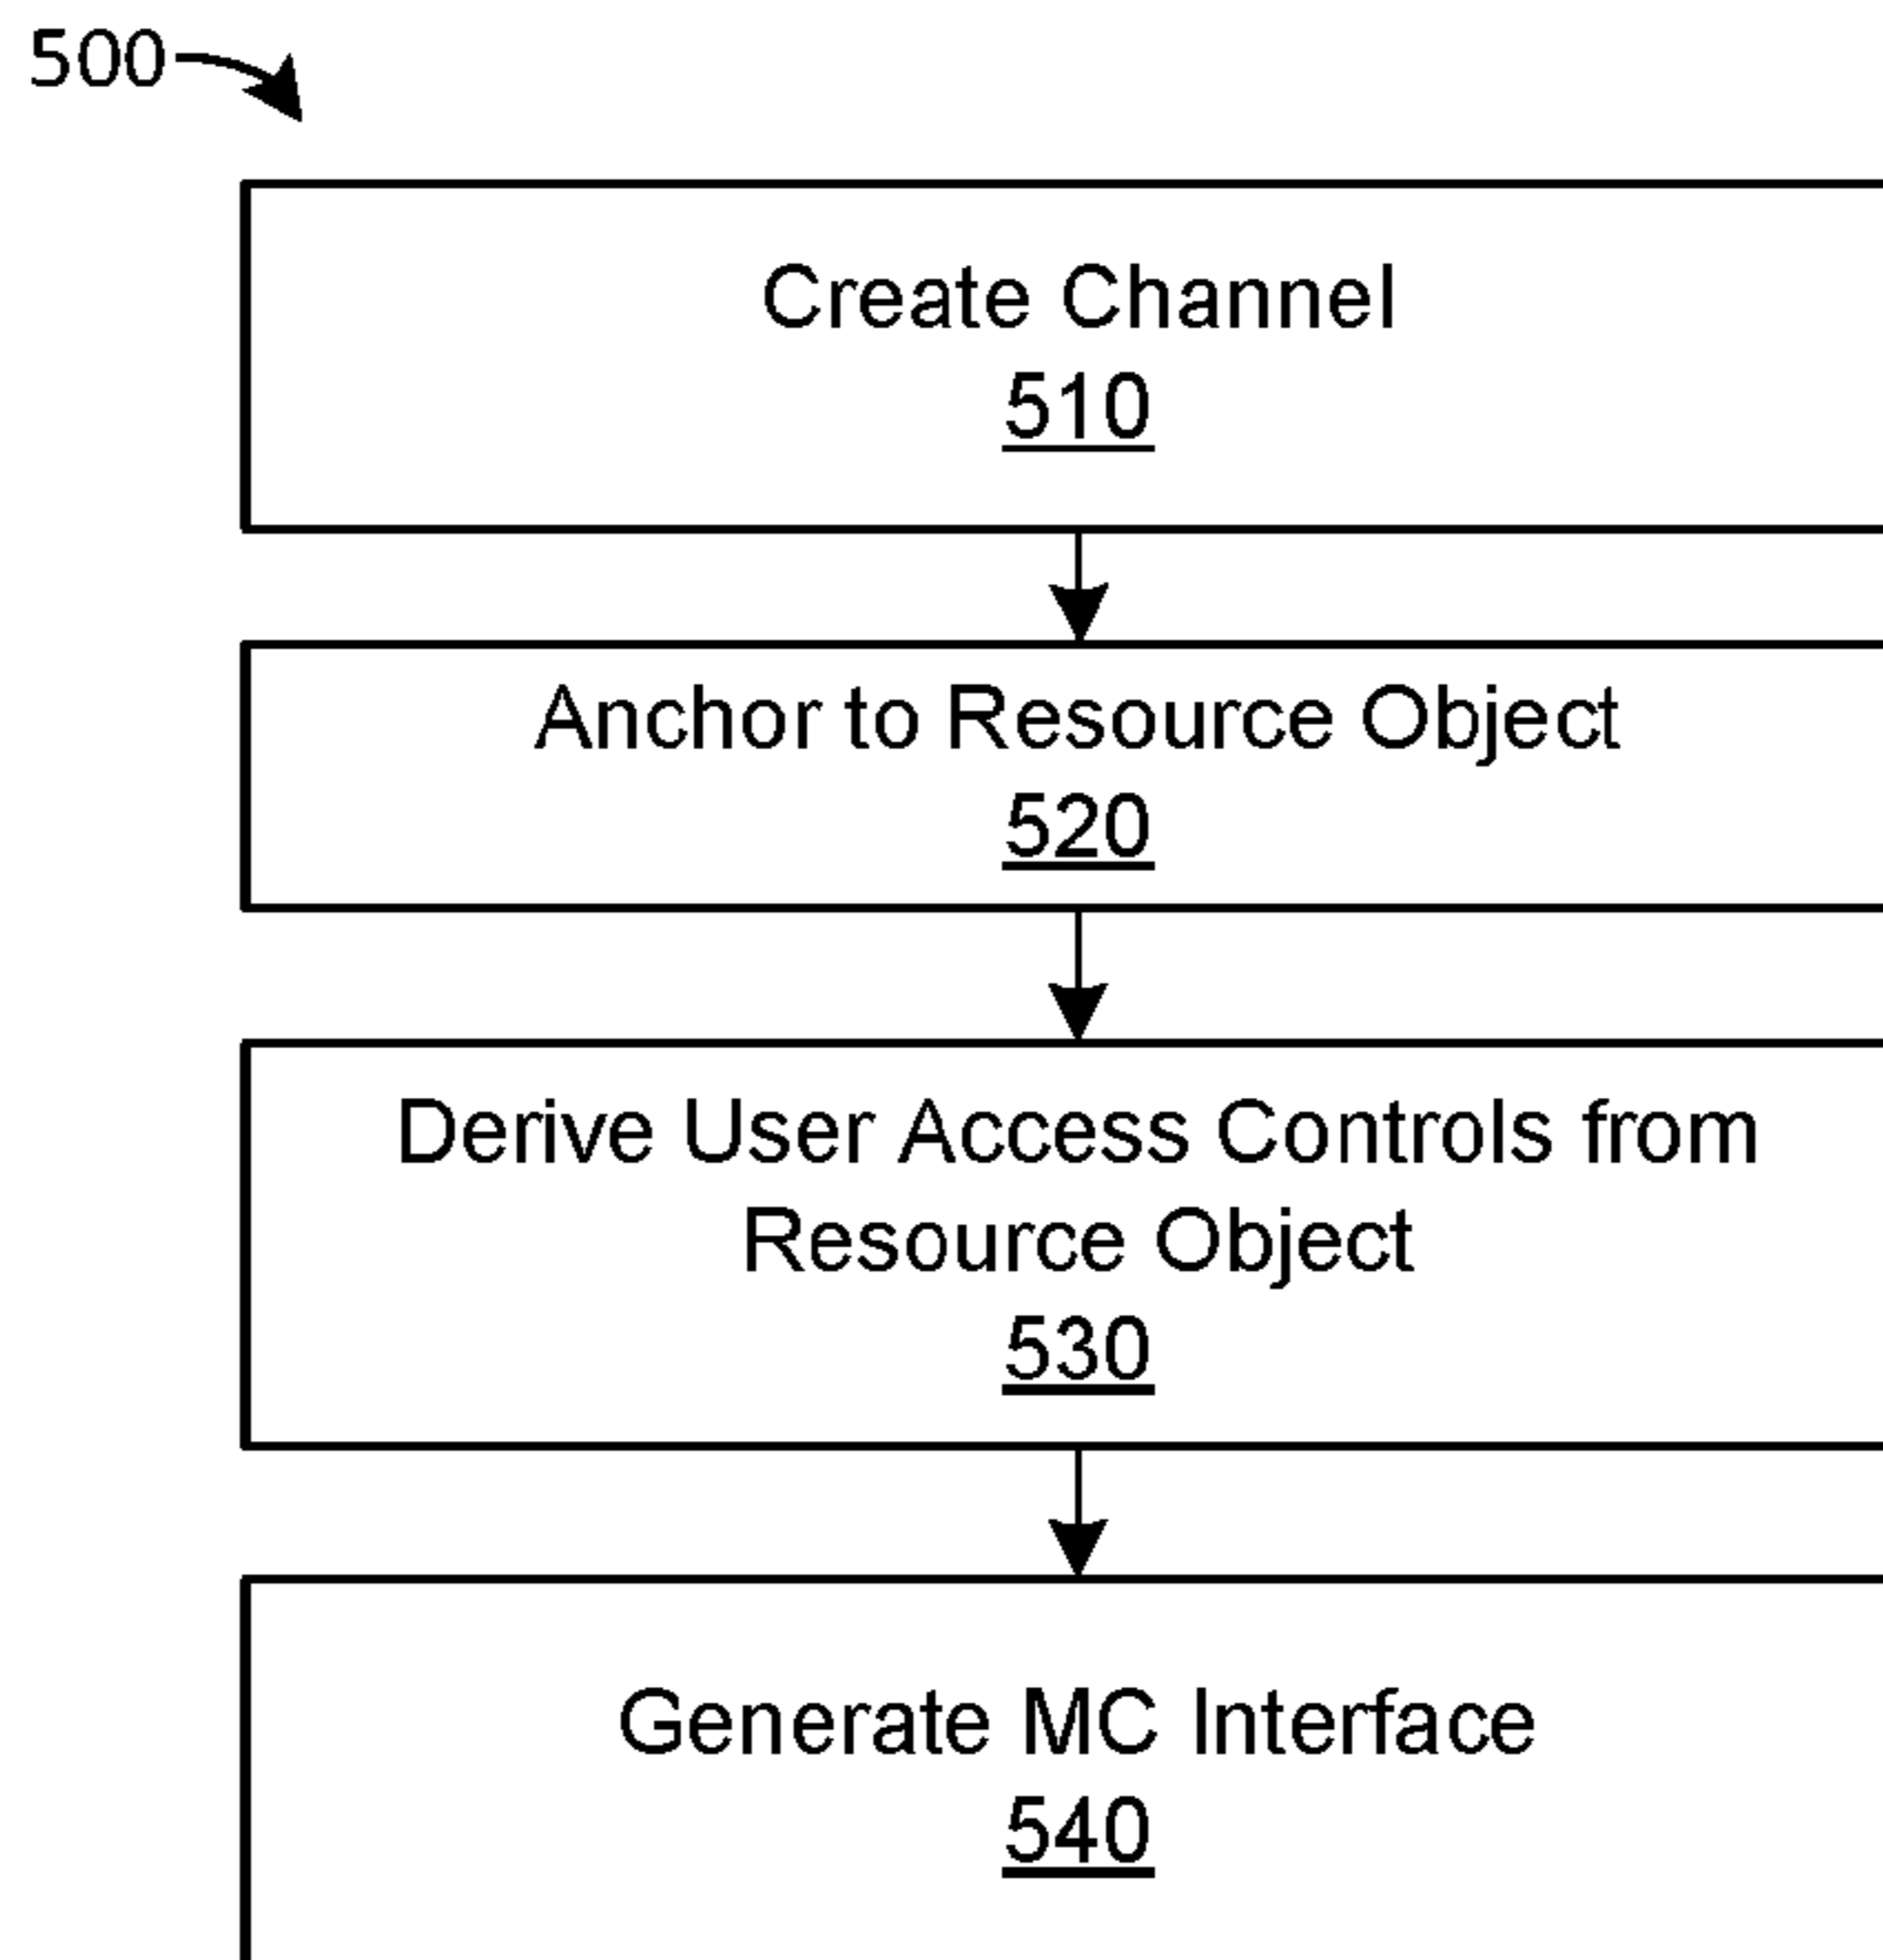 500
Create Channel
510
Anchor to Resource Object
520
Derive User Access Controls from
Resource Object
530
Generate MC Interface
540